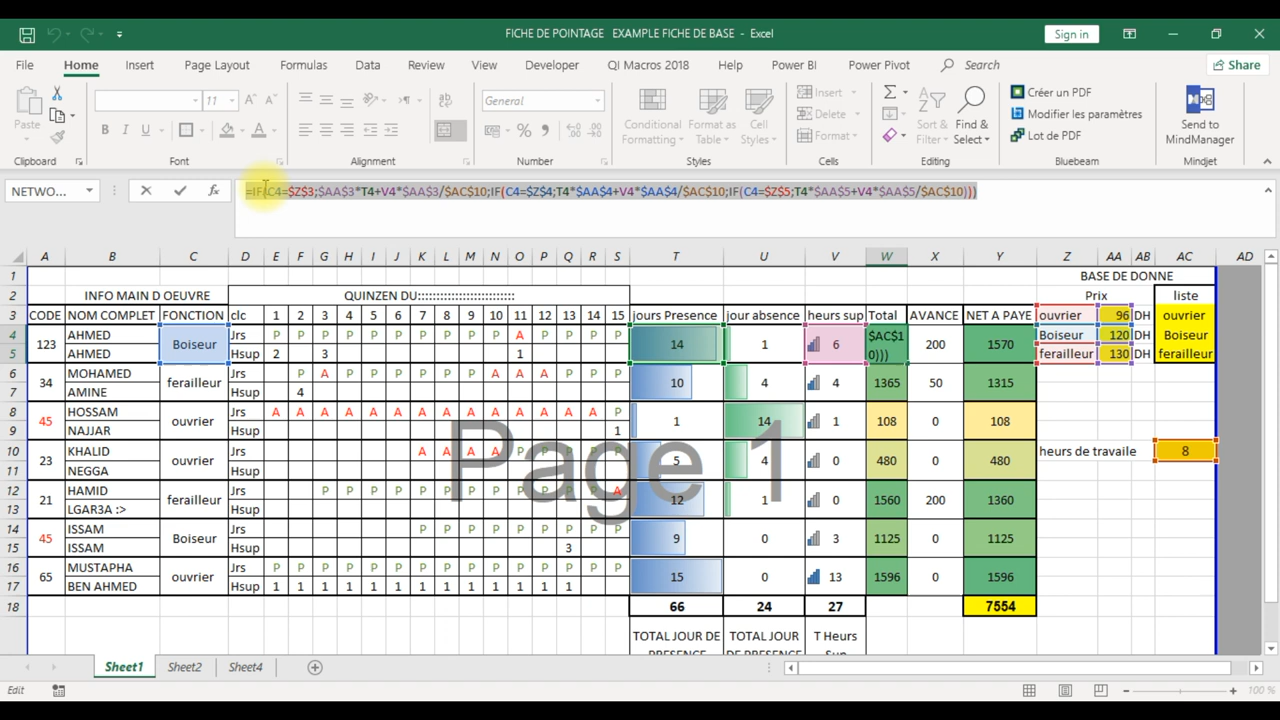 FICHE DE POINTAGE   EXAMPLE FICHE DE BASE  -  Excel
Sign in
File Home Insert Page Layout Formulas Data Review View Developer QI Macros 2018 Help Power BI Power Pivot Search Share
11
General
Insert
Delete
Format
Paste
Conditional Formatting
Format as Table
Cell Styles
Sort & Filter
Find & Select
Créer un PDF
Modifier les paramètres
Lot de PDF
Send to MindManager
Clipboard Font Alignment Number Styles Cells Editing Bluebeam Mindjet
NETWO...
=IF(C4=$Z$3;$AA$3*T4+V4*$AA$3/$AC$10;IF(C4=$Z$4;T4*$AA$4+V4*$AA$4/$AC$10;IF(C4=$Z$5;T4*$AA$5+V4*$AA$5/$AC$10)))
A B C D E F G H I J K L M N O P Q R S T U V W X Y Z AA AB AC AD
1 BASE DE DONNE
2 INFO MAIN D OEUVRE QUINZEN DU:::::::::::::::::::::::::: Prix liste
3 CODE NOM COMPLET FONCTION clc 1 2 3 4 5 6 7 8 9 10 11 12 13 14 15 jours Presence jour absence heurs sup Total AVANCE NET A PAYE ouvrier 96 DH ouvrier
4 123 AHMED Boiseur Jrs P P P P P P P P P P A P P P P 14 1 6 $AC$10))) 200 1570 Boiseur 120 DH Boiseur
5 AHMED Hsup 2 3 1 ferailleur 130 DH ferailleur
6 34 MOHAMED ferailleur Jrs P A P P P P P P A A A P P P 10 4 4 1365 50 1315
7 AMINE Hsup 4
8 45 HOSSAM ouvrier Jrs A A A A A A A A A A A A A A P 1 14 1 108 0 108
9 NAJJAR Hsup 1
10 23 KHALID ouvrier Jrs A A A A P P P P P 5 4 0 480 0 480 heurs de travaile 8
11 NEGGA Hsup
12 21 HAMID ferailleur Jrs P P P P P P P P P P P P A 12 1 0 1560 200 1360
13 LGAR3A :> Hsup
14 45 ISSAM Boiseur Jrs P P P P P P P P P 9 0 3 1125 0 1125
15 ISSAM Hsup 3
16 65 MUSTAPHA ouvrier Jrs P P P P P P P P P P P P P P P 15 0 13 1596 0 1596
17 BEN AHMED Hsup 1 1 1 1 1 1 1 1 1 1 1 1 1
18 66 24 27 7554
TOTAL JOUR DE TOTAL JOUR T Heurs
PRESENCE DE PRESENCE Sup
Page 1
Sheet1 Sheet2 Sheet4
Edit
100 %